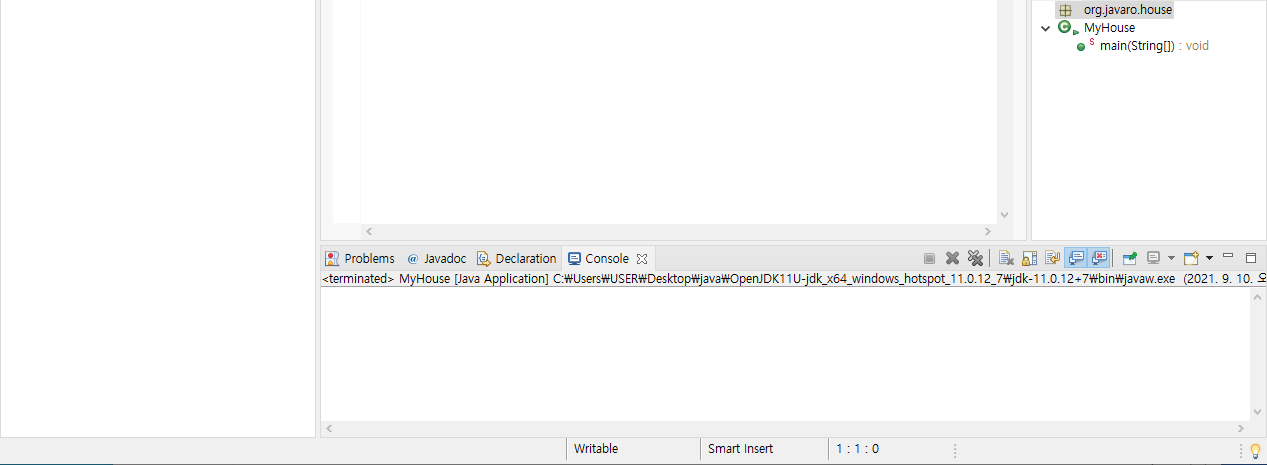 org.javaro.house
MyHouse
main(String[]) : void
Problems @ Javadoc Declaration Console
<terminated> MyHouse [Java Application] C:₩Users₩USER₩Desktop₩java₩OpenJDK11U-jdk_x64_windows_hotspot_11.0.12_7₩jdk-11.0.12+7₩bin₩javaw.exe (2021. 9. 10. 오
Writable Smart Insert 1 : 1 : 0